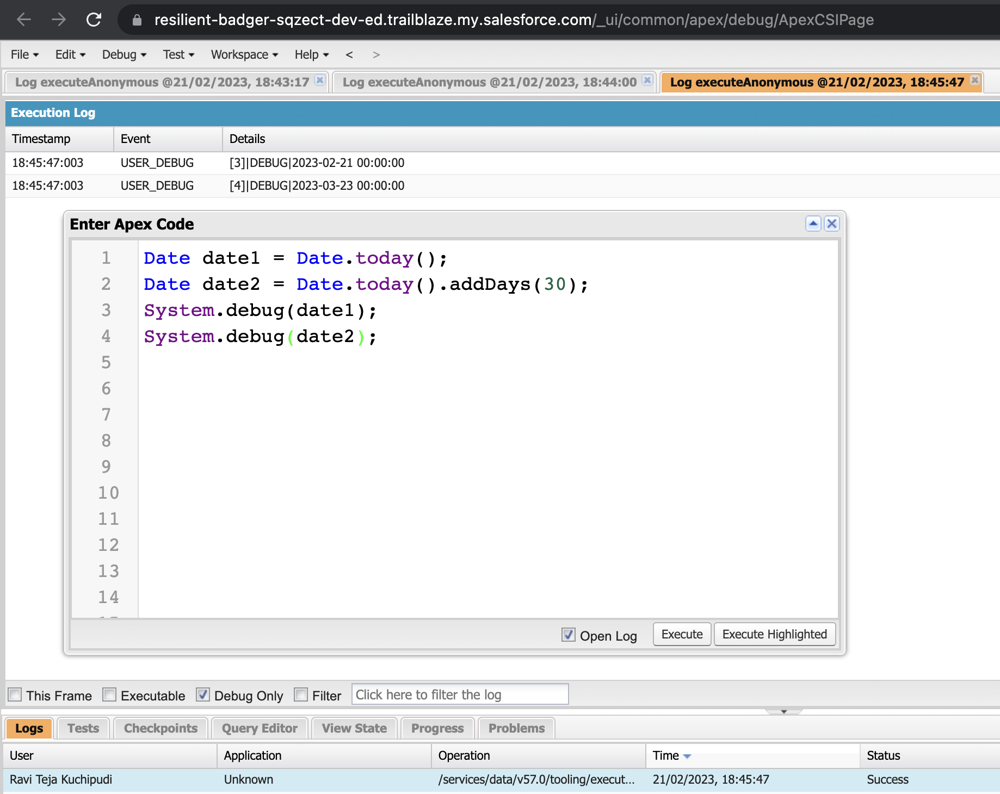 resilient-badger-sqzect-dev-ed.trailblaze.my.salesforce.com/_ui/common/apex/debug/ApexCSIPage
File Edit Debug Test Workspace Help < >
Log executeAnonymous @21/02/2023, 18:43:17 Log executeAnonymous @21/02/2023, 18:44:00 Log executeAnonymous @21/02/2023, 18:45:47
Execution Log
Timestamp Event Details
18:45:47:003 USER_DEBUG [3]|DEBUG|2023-02-21 00:00:00
18:45:47:003 USER_DEBUG [4]|DEBUG|2023-03-23 00:00:00
Enter Apex Code
1 Date date1 = Date.today();
2 Date date2 = Date.today().addDays(30);
3 System.debug(date1);
4 System.debug(date2);
5
6
7
8
9
10
11
12
13
14
Open Log Execute Execute Highlighted
This Frame Executable Debug Only Filter Click here to filter the log
Logs Tests Checkpoints Query Editor View State Progress Problems
User Application Operation Time Status
Ravi Teja Kuchipudi Unknown /services/data/v57.0/tooling/execut... 21/02/2023, 18:45:47 Success